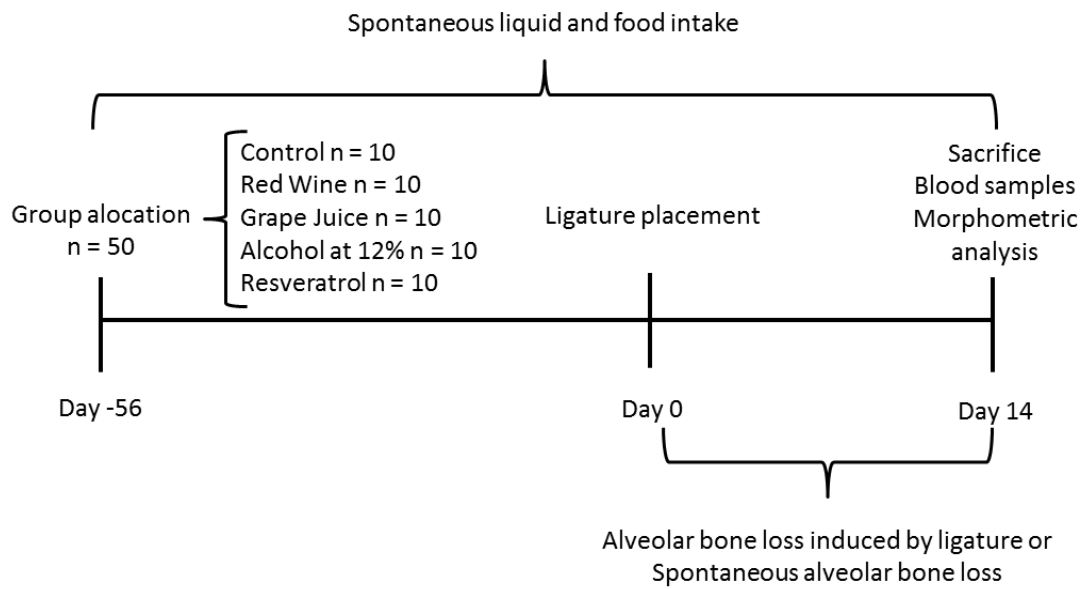 Spontaneous liquid and food intake
Group alocation
n = 50
Control n = 10
Red Wine n = 10
Grape Juice n = 10
Alcohol at 12% n = 10
Resveratrol n = 10
Ligature placement
Sacrifice
Blood samples
Morphometric
analysis
Day -56
Day 0
Day 14
Alveolar bone loss induced by ligature or
Spontaneous alveolar bone loss